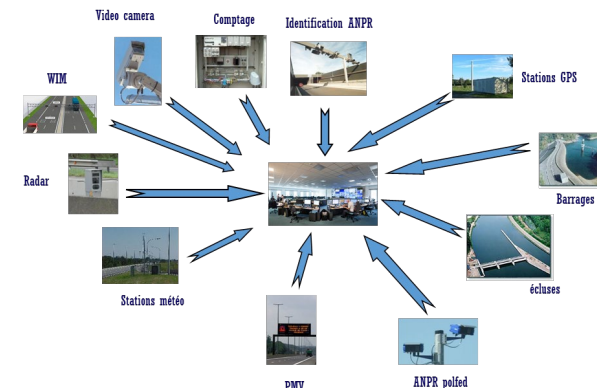 Video camera
Comptage
Identification ANPR
WIM
Stations GPS
Radar
Barrages
Stations météo
écluses
PMV
ANPR polfed